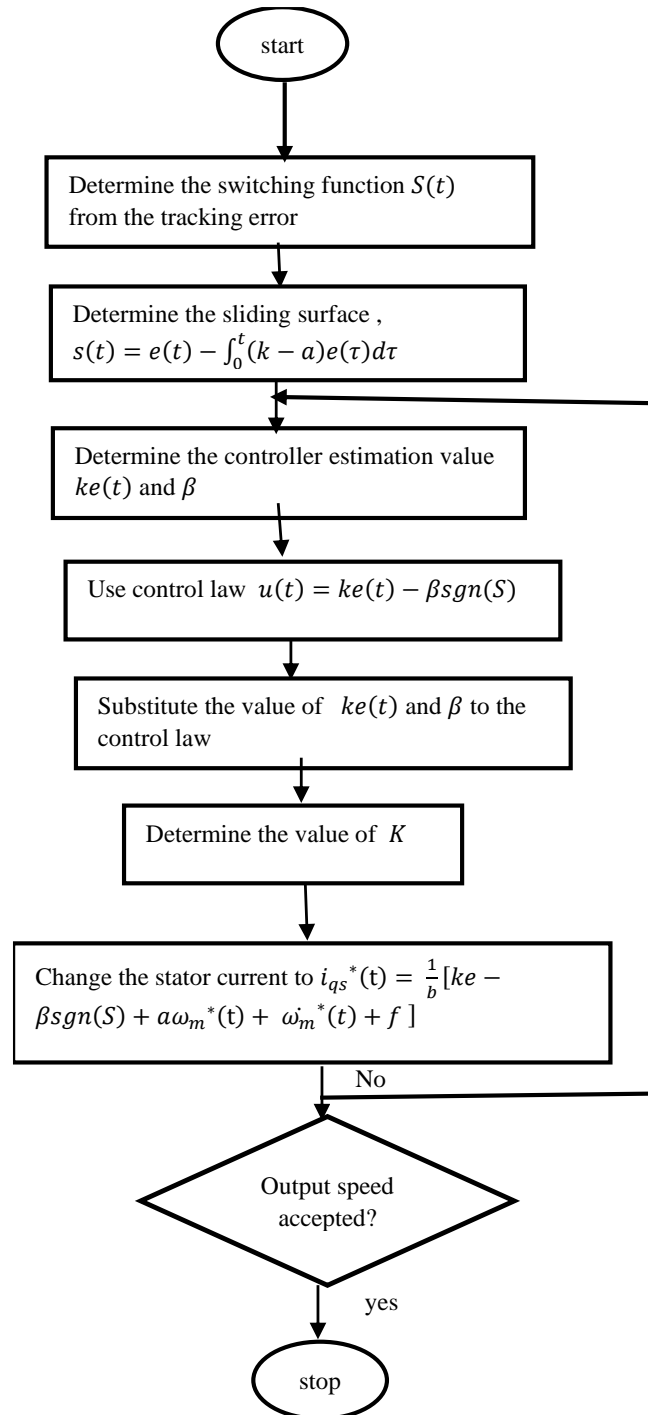 start
Determine the switching function S(t)
from the tracking error
Determine the sliding surface ,
s(t) = e(t) − ∫₀ᵗ(k − a)e(τ)dτ
Determine the controller estimation value
ke(t) and β
Use control law u(t) = ke(t) − βsgn(S)
Substitute the value of ke(t) and β to the
control law
Determine the value of K
Change the stator current to i_qs*(t) = 1/b [ke −
βsgn(S) + aω_m*(t) + ω̇_m*(t) + f ]
No
Output speed
accepted?
yes
stop